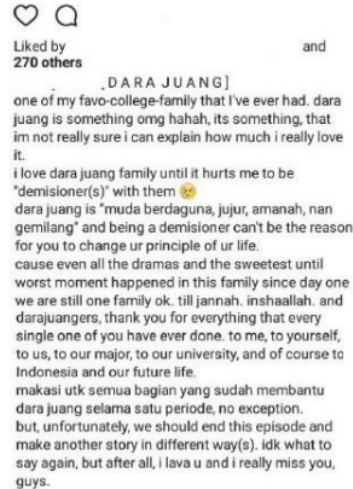 Liked by and
270 others
.DARA JUANG]
one of my favo-college-family that I've ever had. dara
juang is something omg hahah, its something, that
im not really sure i can explain how much i really love
it.
i love dara juang family until it hurts me to be
"demisioner(s)" with them 🥺
dara juang is "muda berdaguna, jujur, amanah, nan
gemilang" and being a demisioner can't be the reason
for you to change ur principle of ur life.
cause even all the dramas and the sweetest until
worst moment happened in this family since day one
we are still one family ok. till jannah. inshaallah. and
darajuangers, thank you for everything that every
single one of you have ever done. to me, to yourself,
to us, to our major, to our university, and of course to
Indonesia and our future life.
makasi utk semua bagian yang sudah membantu
dara juang selama satu periode, no exception.
but, unfortunately, we should end this episode and
make another story in different way(s). idk what to
say again, but after all, i lava u and i really miss you,
guys.